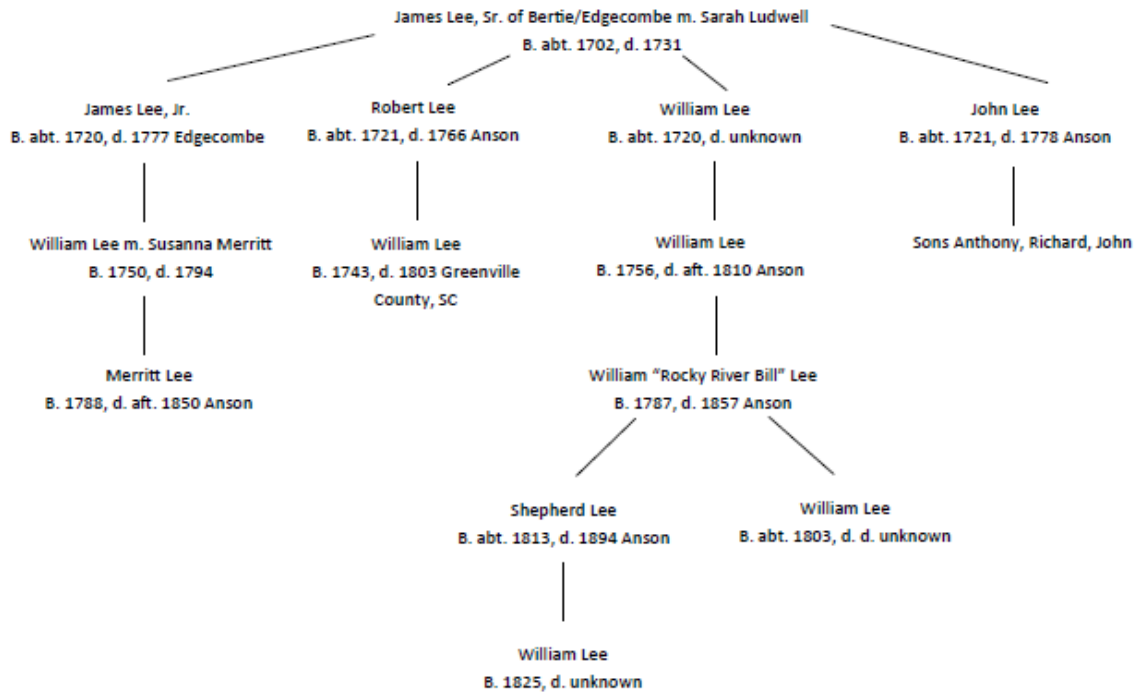 James Lee, Sr. of Bertie/Edgecombe m. Sarah Ludwell
B. abt. 1702, d. 1731
James Lee, Jr.
B. abt. 1720, d. 1777 Edgecombe
Robert Lee
B. abt. 1721, d. 1766 Anson
William Lee
B. abt. 1720, d. unknown
John Lee
B. abt. 1721, d. 1778 Anson
William Lee m. Susanna Merritt
B. 1750, d. 1794
William Lee
B. 1743, d. 1803 Greenville
County, SC
William Lee
B. 1756, d. aft. 1810 Anson
Sons Anthony, Richard, John
Merritt Lee
B. 1788, d. aft. 1850 Anson
William “Rocky River Bill” Lee
B. 1787, d. 1857 Anson
Shepherd Lee
B. abt. 1813, d. 1894 Anson
William Lee
B. abt. 1803, d. d. unknown
William Lee
B. 1825, d. unknown